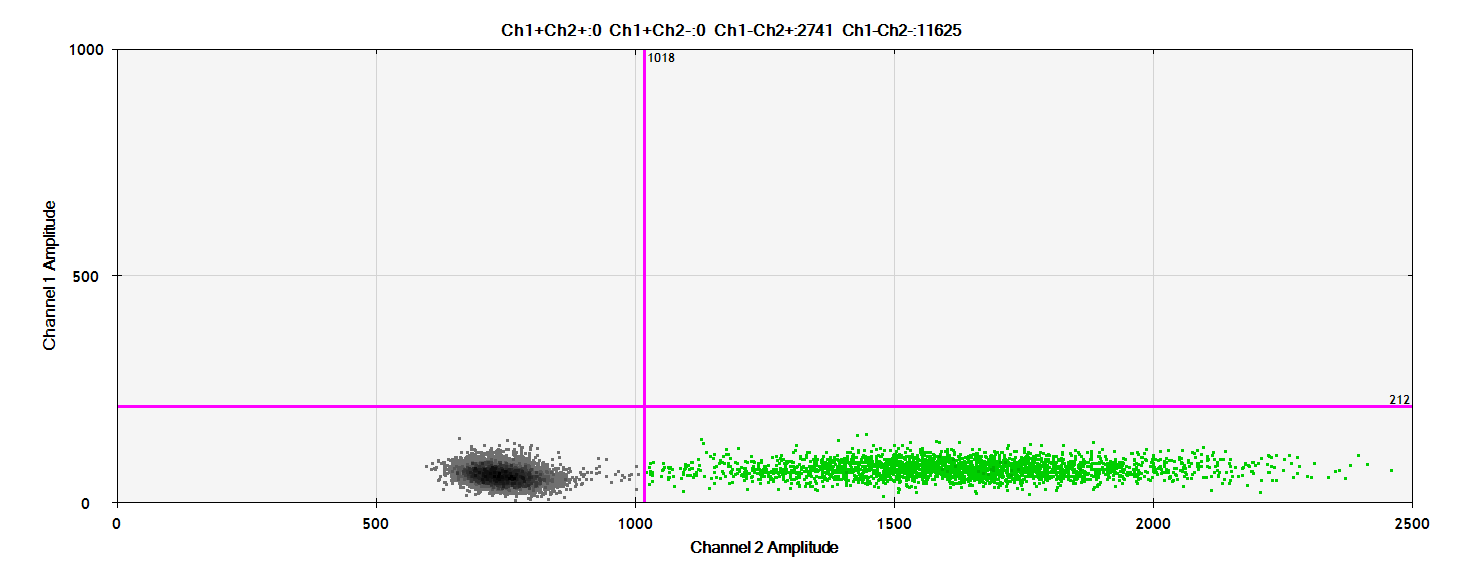 Ch1+Ch2+:0 Ch1+Ch2-:0 Ch1-Ch2+:2741 Ch1-Ch2-:11625
1000
1018
Channel 1 Amplitude
500
212
0
0 500 1000 1500 2000 2500
Channel 2 Amplitude